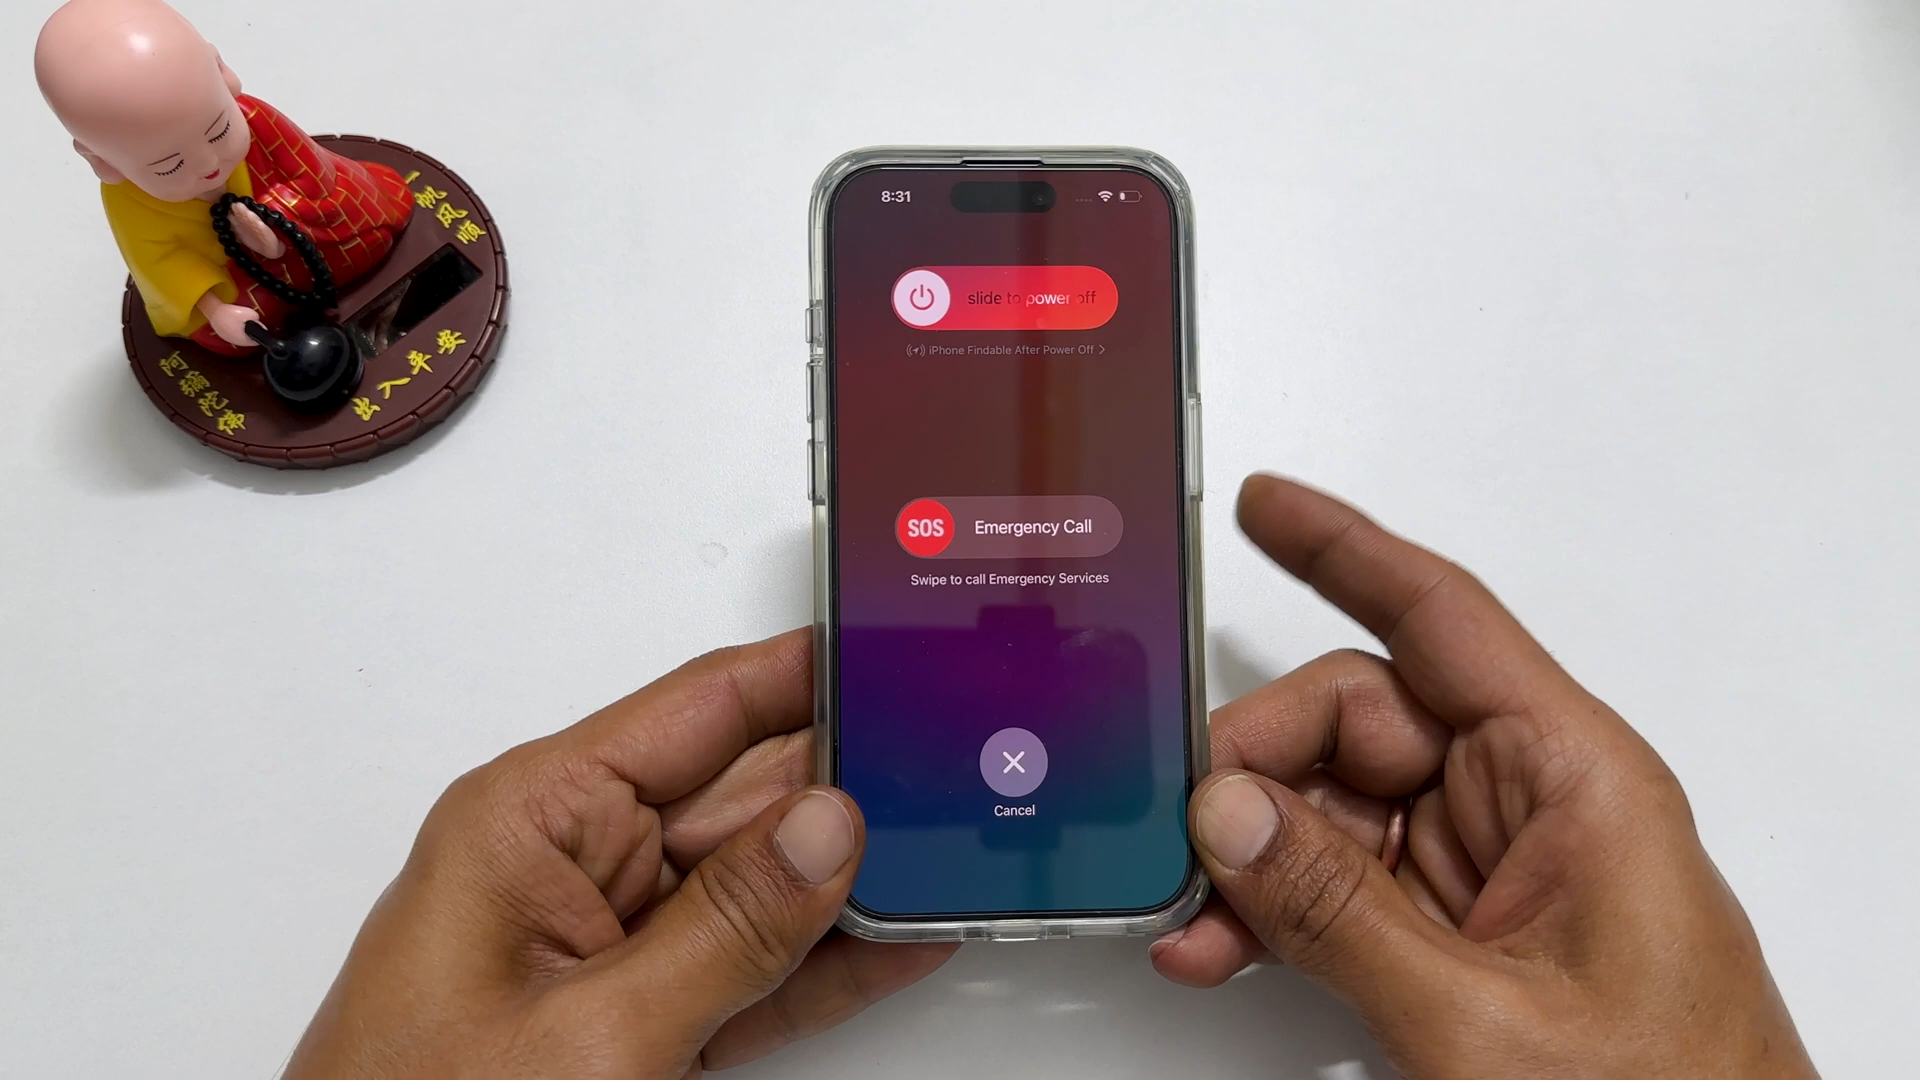 一帆风顺
阿彌陀佛
出入平安
8:31
slide to power off
iPhone Findable After Power Off
SOS Emergency Call
Swipe to call Emergency Services
Cancel